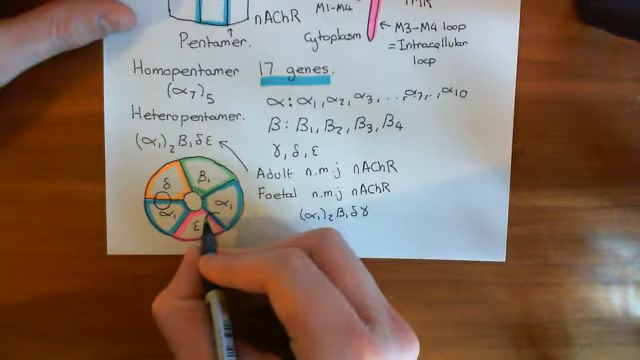 nAChR
M1-M4
Pentamer.
Cytoplasm
M3-M4 loop
= Intracellular
loop
Homopentamer
(α7)5
17 genes.
Heteropentamer.
(α1)2 β1 δ ε
α: α1, α2, α3, ... α7, .., α10
β: β1, β2, β3, β4
γ, δ, ε
Adult n.m.j nAChR
Foetal n.m.j nAChR
(α1)2 β1 δ γ
δ
β1
α1
α1
ε